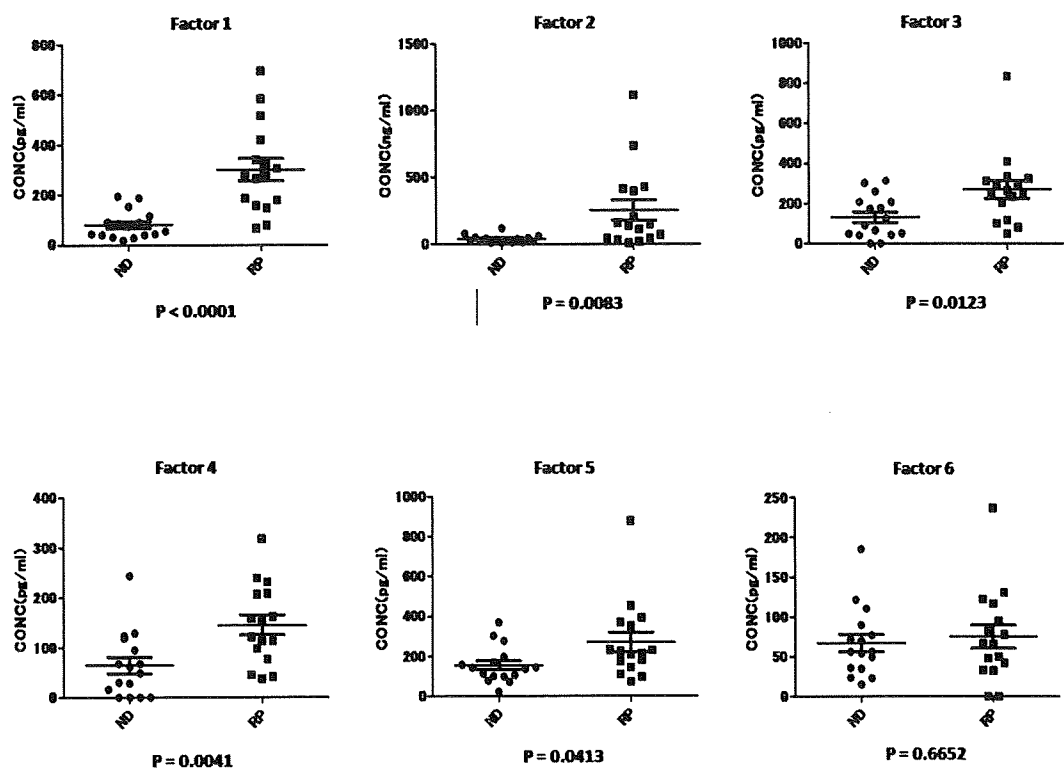 Factor 1
800
600
400
200
0
CONC(pg/ml)
ND
RP
P < 0.0001
Factor 2
1500
1000
500
0
CONC(ng/ml)
ND
RP
P = 0.0083
Factor 3
1000
800
600
400
200
0
CONC(pg/ml)
ND
RP
P = 0.0123
Factor 4
400
300
200
100
0
CONC(pg/ml)
ND
RP
P = 0.0041
Factor 5
1000
800
600
400
200
0
CONC(pg/ml)
ND
RP
P = 0.0413
Factor 6
250
200
150
100
50
0
CONC(pg/ml)
ND
RP
P = 0.6652